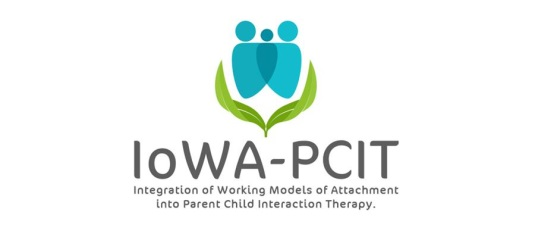 IoWA-PCIT
Integration of Working Models of Attachment
into Parent Child Interaction Therapy.